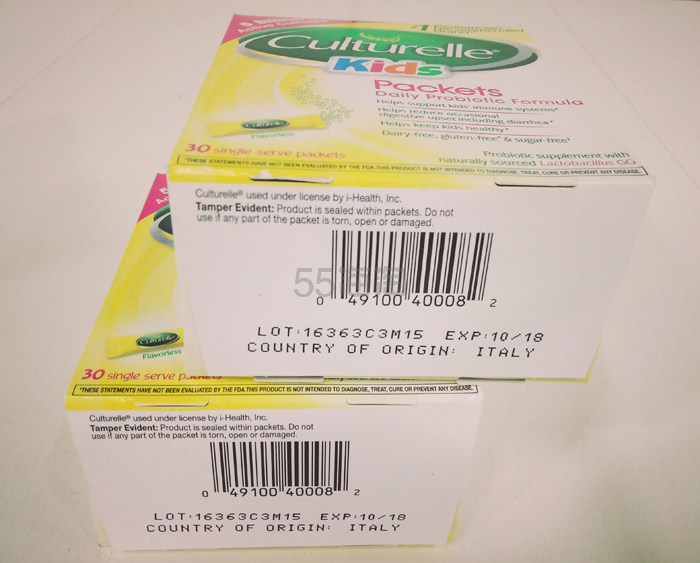 Culturelle®
Kids
Packets
Daily Probiotic Formula
Helps support kids' immune systems*
Helps reduce occasional
digestive upset including diarrhea*
Helps keep kids healthy*
Dairy-free, gluten-free* & sugar-free*
Flavorless
30 single serve packets
Probiotic supplement with
naturally sourced Lactobacillus GG
*THESE STATEMENTS HAVE NOT BEEN EVALUATED BY THE FDA. THIS PRODUCT IS NOT INTENDED TO DIAGNOSE, TREAT, CURE OR PREVENT ANY DISEASE.
Culturelle® used under license by i-Health, Inc.
Tamper Evident: Product is sealed within packets. Do not
use if any part of the packet is torn, open or damaged.
55
0 49100 40008 2
LOT:16363C3M15 EXP:10/18
COUNTRY OF ORIGIN: ITALY
Culturelle
Flavorless
30 single serve packets
*THESE STATEMENTS HAVE NOT BEEN EVALUATED BY THE FDA. THIS PRODUCT IS NOT INTENDED TO DIAGNOSE, TREAT, CURE OR PREVENT ANY DISEASE.
Culturelle® used under license by i-Health, Inc.
Tamper Evident: Product is sealed within packets. Do not
use if any part of the packet is torn, open or damaged.
0 49100 40008 2
LOT:16363C3M15 EXP:10/18
COUNTRY OF ORIGIN: ITALY